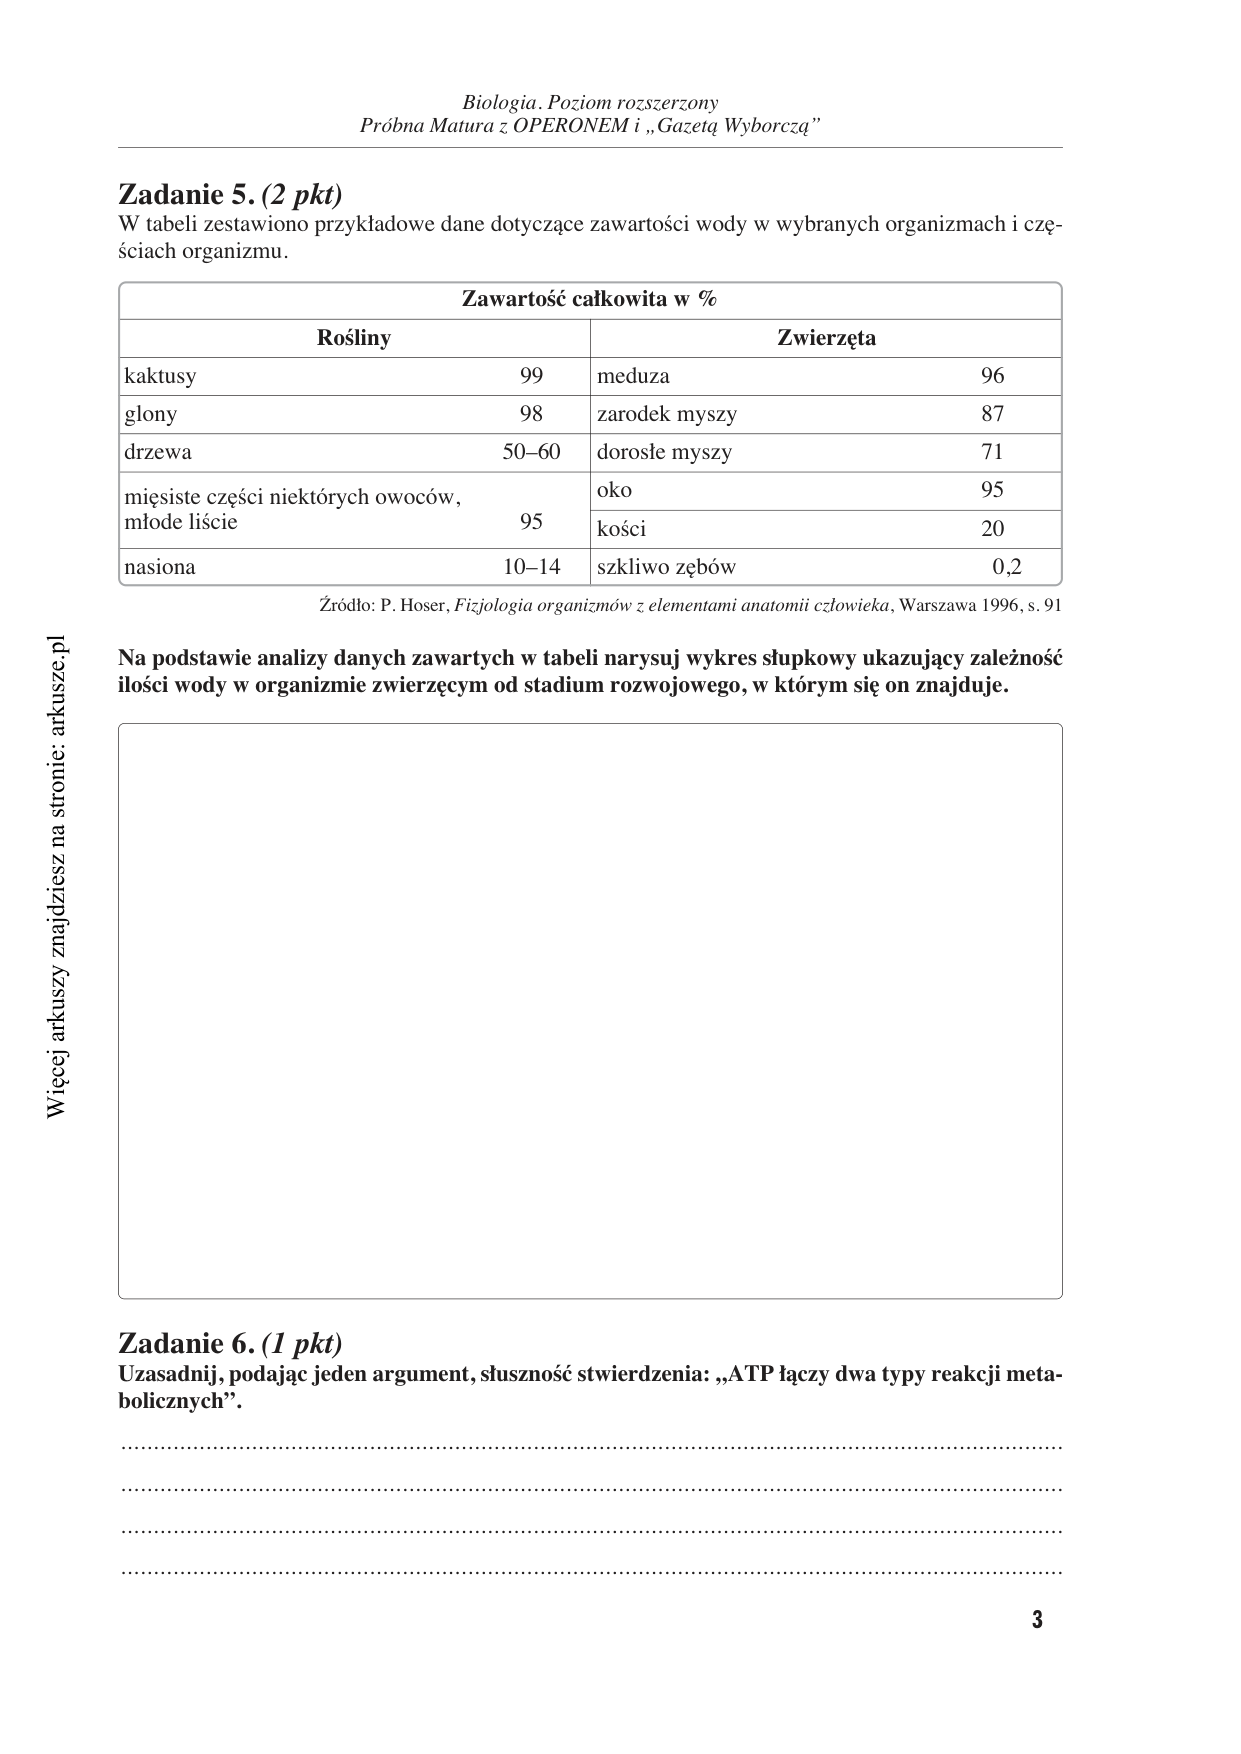 Biologia. Poziom rozszerzony
Próbna Matura z OPERONEM i „Gazetą Wyborczą”
Zadanie 5. (2 pkt)
W tabeli zestawiono przykładowe dane dotyczące zawartości wody w wybranych organizmach i czę-
ściach organizmu.
Zawartość całkowita w %
Rośliny Zwierzęta
kaktusy 99 meduza 96
glony 98 zarodek myszy 87
drzewa 50–60 dorosłe myszy 71
mięsiste części niektórych owoców,
młode liście 95
oko 95
kości 20
nasiona 10–14 szkliwo zębów 0,2
Źródło: P. Hoser, Fizjologia organizmów z elementami anatomii człowieka, Warszawa 1996, s. 91
Na podstawie analizy danych zawartych w tabeli narysuj wykres słupkowy ukazujący zależność
ilości wody w organizmie zwierzęcym od stadium rozwojowego, w którym się on znajduje.
Zadanie 6. (1 pkt)
Uzasadnij, podając jeden argument, słuszność stwierdzenia: „ATP łączy dwa typy reakcji meta-
bolicznych”.
3
Więcej arkuszy znajdziesz na stronie: arkusze.pl